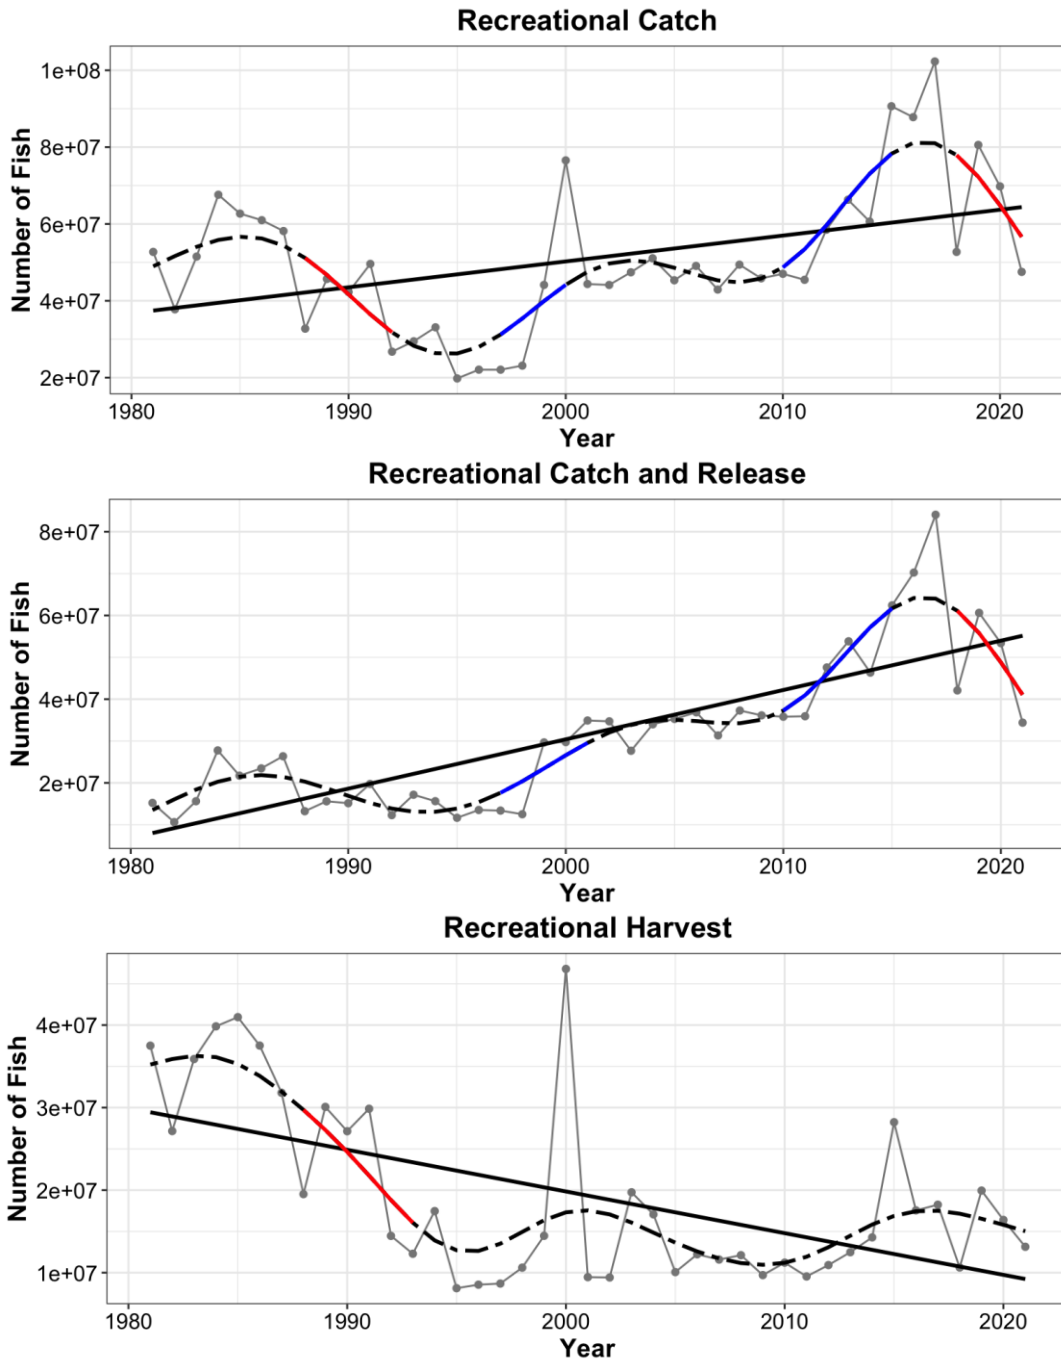 Recreational Catch
Number of Fish
1e+08
8e+07
6e+07
4e+07
2e+07
1980 1990 2000 2010 2020
Year
Recreational Catch and Release
Number of Fish
8e+07
6e+07
4e+07
2e+07
1980 1990 2000 2010 2020
Year
Recreational Harvest
Number of Fish
4e+07
3e+07
2e+07
1e+07
1980 1990 2000 2010 2020
Year